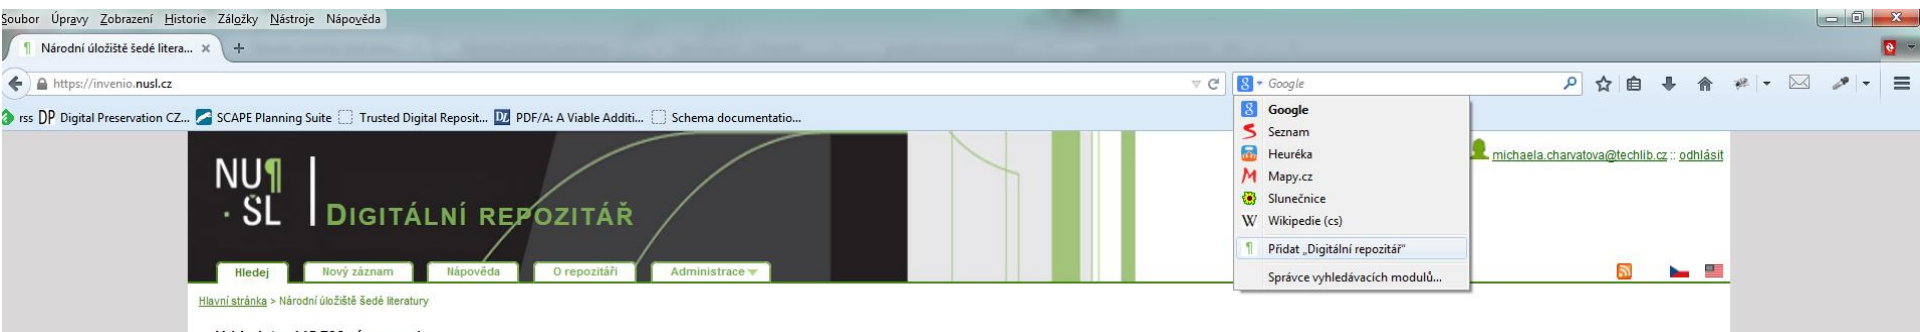 Soubor Úpravy Zobrazení Historie Záložky Nástroje Nápověda
Národní úložiště šedé litera... × +
https://invenio.nusl.cz
Google
rss DP Digital Preservation CZ... SCAPE Planning Suite Trusted Digital Reposit... DL PDF/A: A Viable Additi... Schema documentatio...
Google
Seznam
Heuréka
Mapy.cz
Slunečnice
Wikipedie (cs)
Přidat „Digitální repozitář“
Správce vyhledávacích modulů...
michaela.charvatova@techlib.cz :: odhlásit
NU¶
· ŠL
DIGITÁLNÍ REPOZITÁŘ
Hledej Nový záznam Nápověda O repozitáři Administrace
Hlavní stránka > Národní úložiště šedé literatury